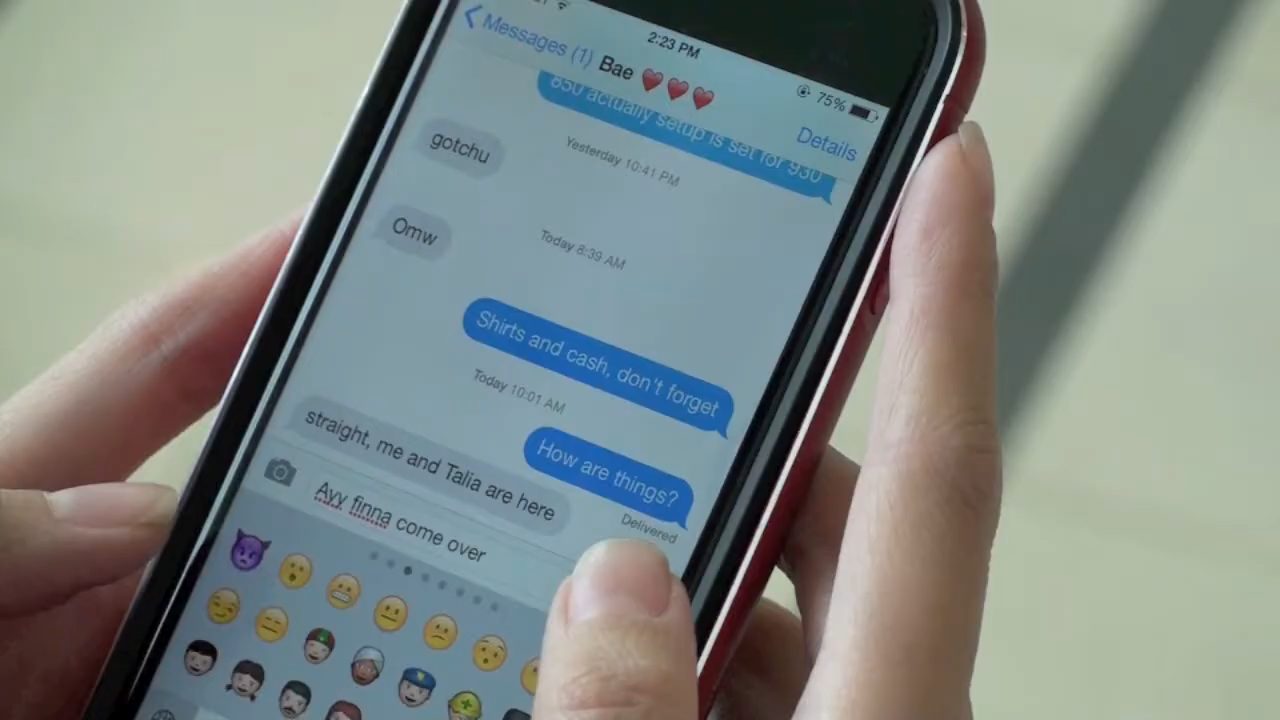 2:23 PM
75%
Messages (1)
Bae
Details
850 actually setup is set for 930
Yesterday 10:41 PM
gotchu
Today 8:39 AM
Omw
Shirts and cash, don't forget
Today 10:01 AM
How are things?
Delivered
straight, me and Talia are here
Ayy finna come over